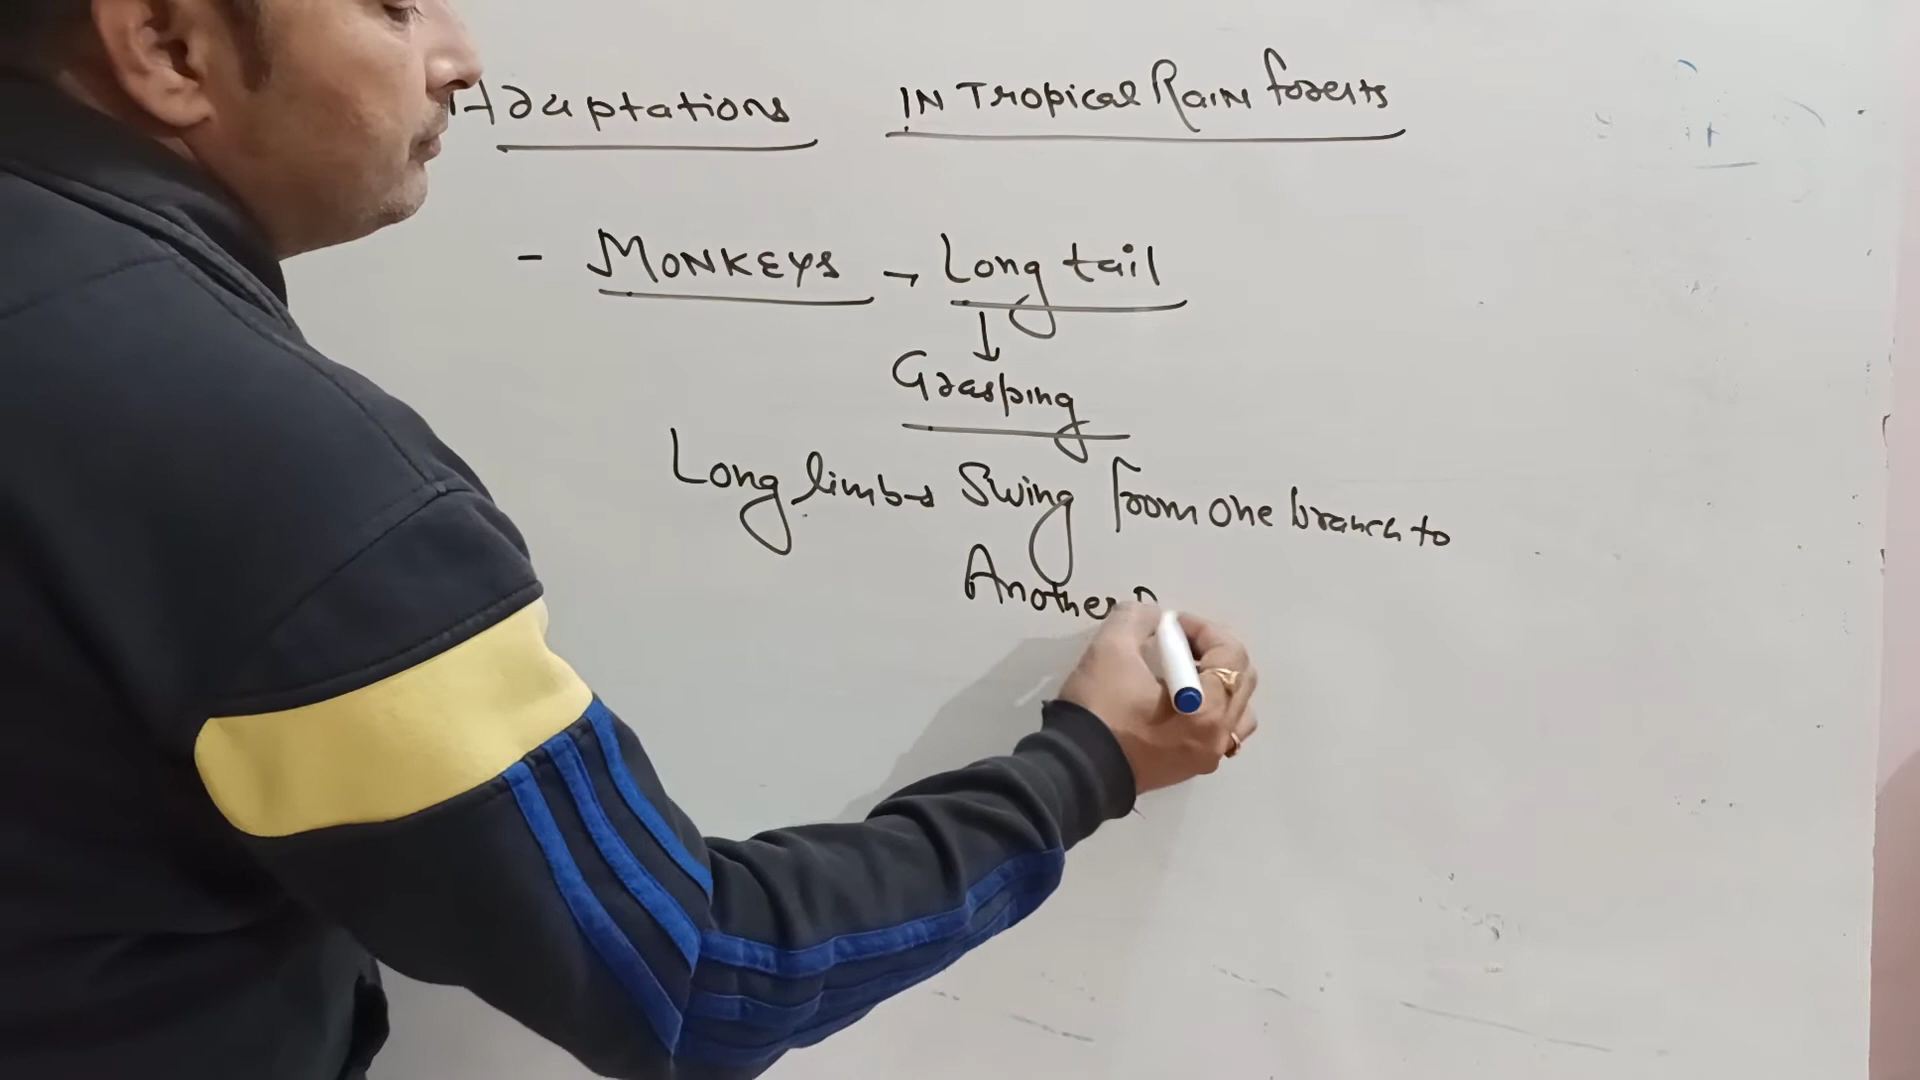 Adaptations IN Tropical Rain forests
- MONKEYS → Long tail
↓
Grasping
Long limbs Swing from one branch to
Another